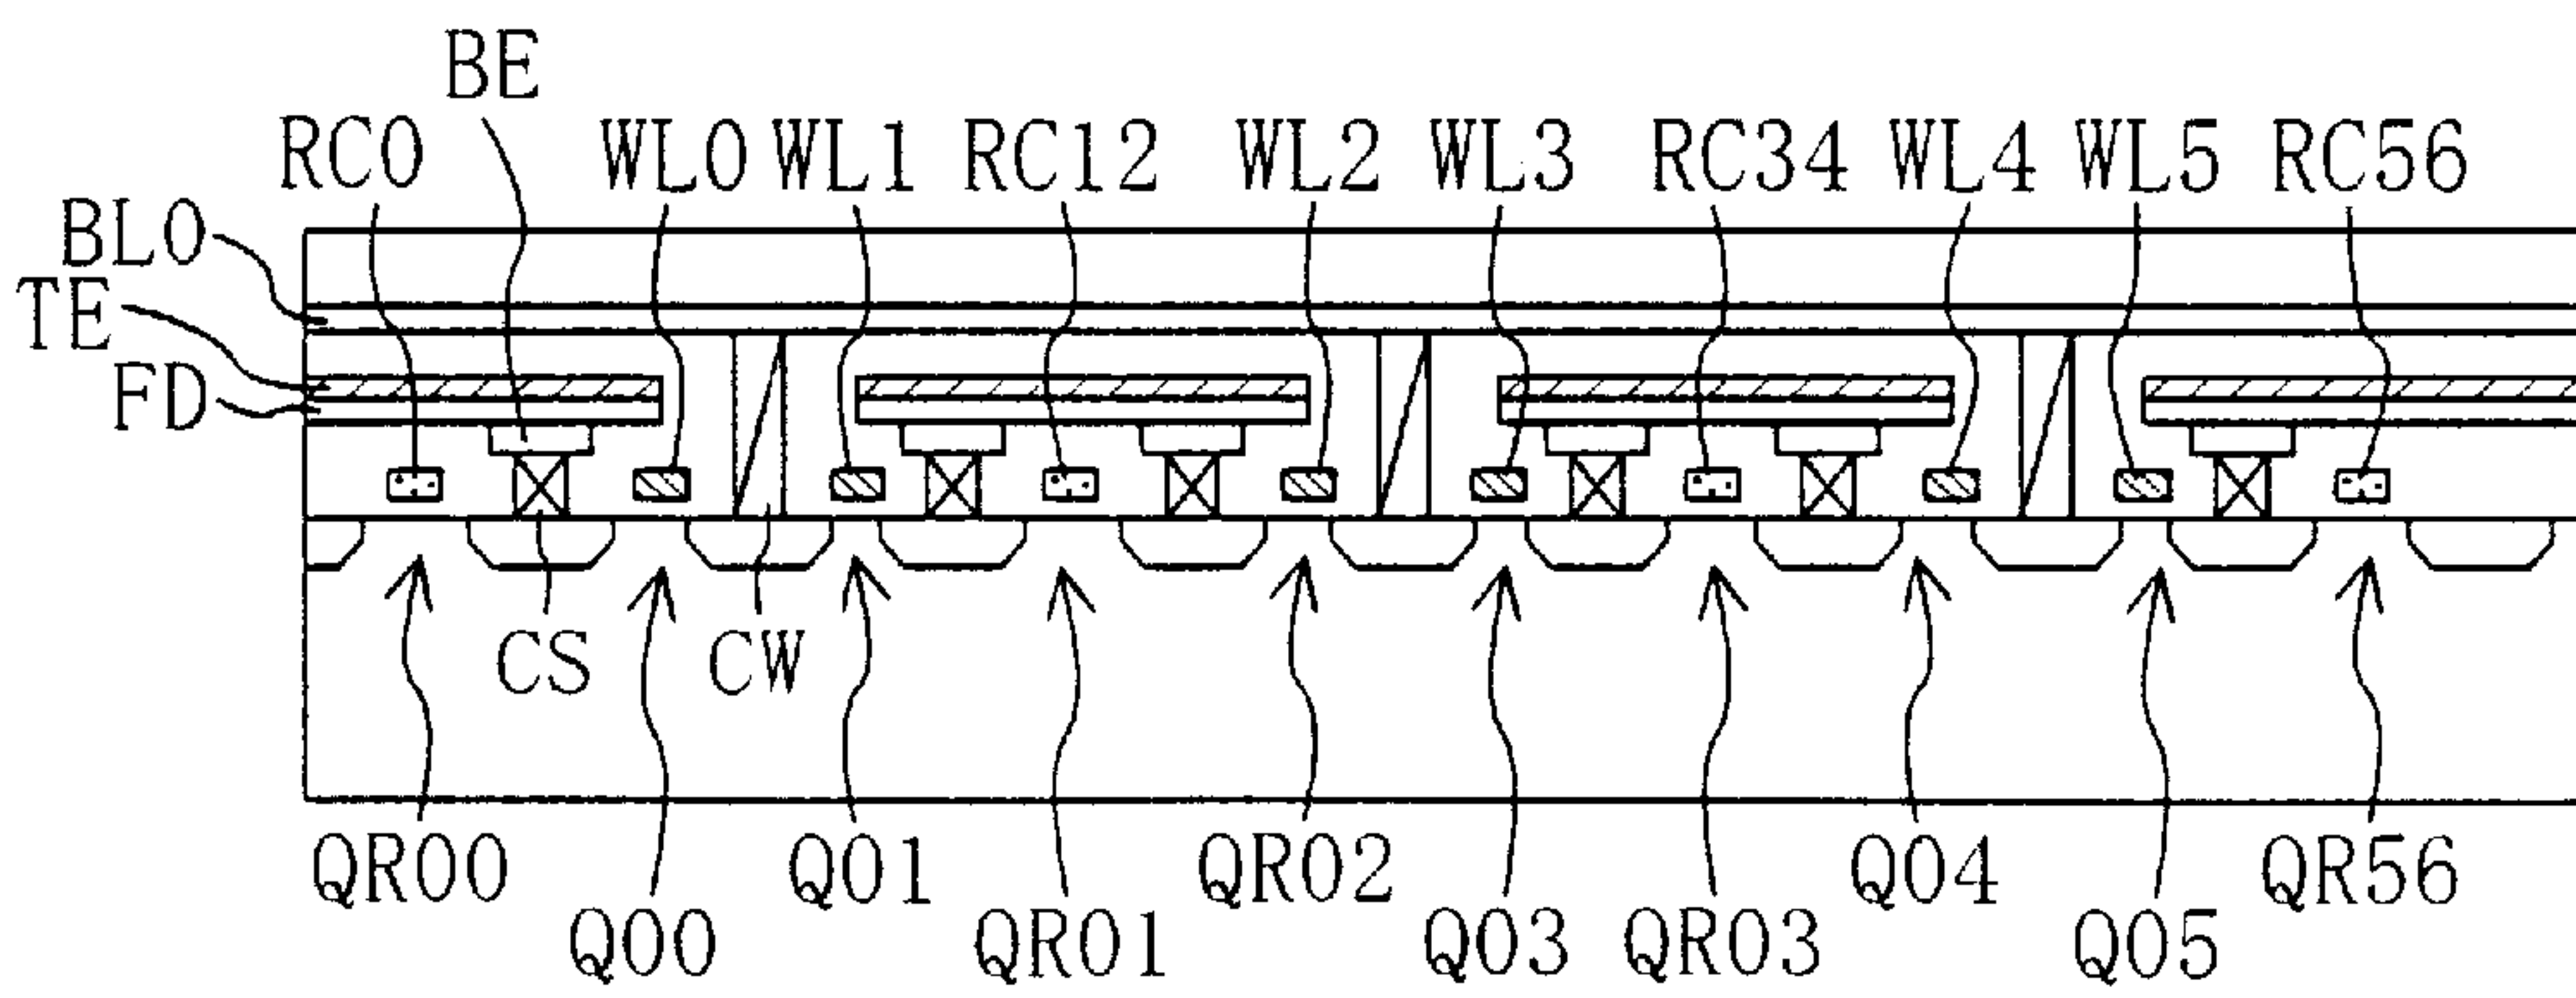 BE
RC0 WL0 WL1 RC12 WL2 WL3 RC34 WL4 WL5 RC56
BL0
TE
FD
CS CW
QR00 Q01 QR02 Q04 QR56
Q00 QR01 Q03 QR03 Q05